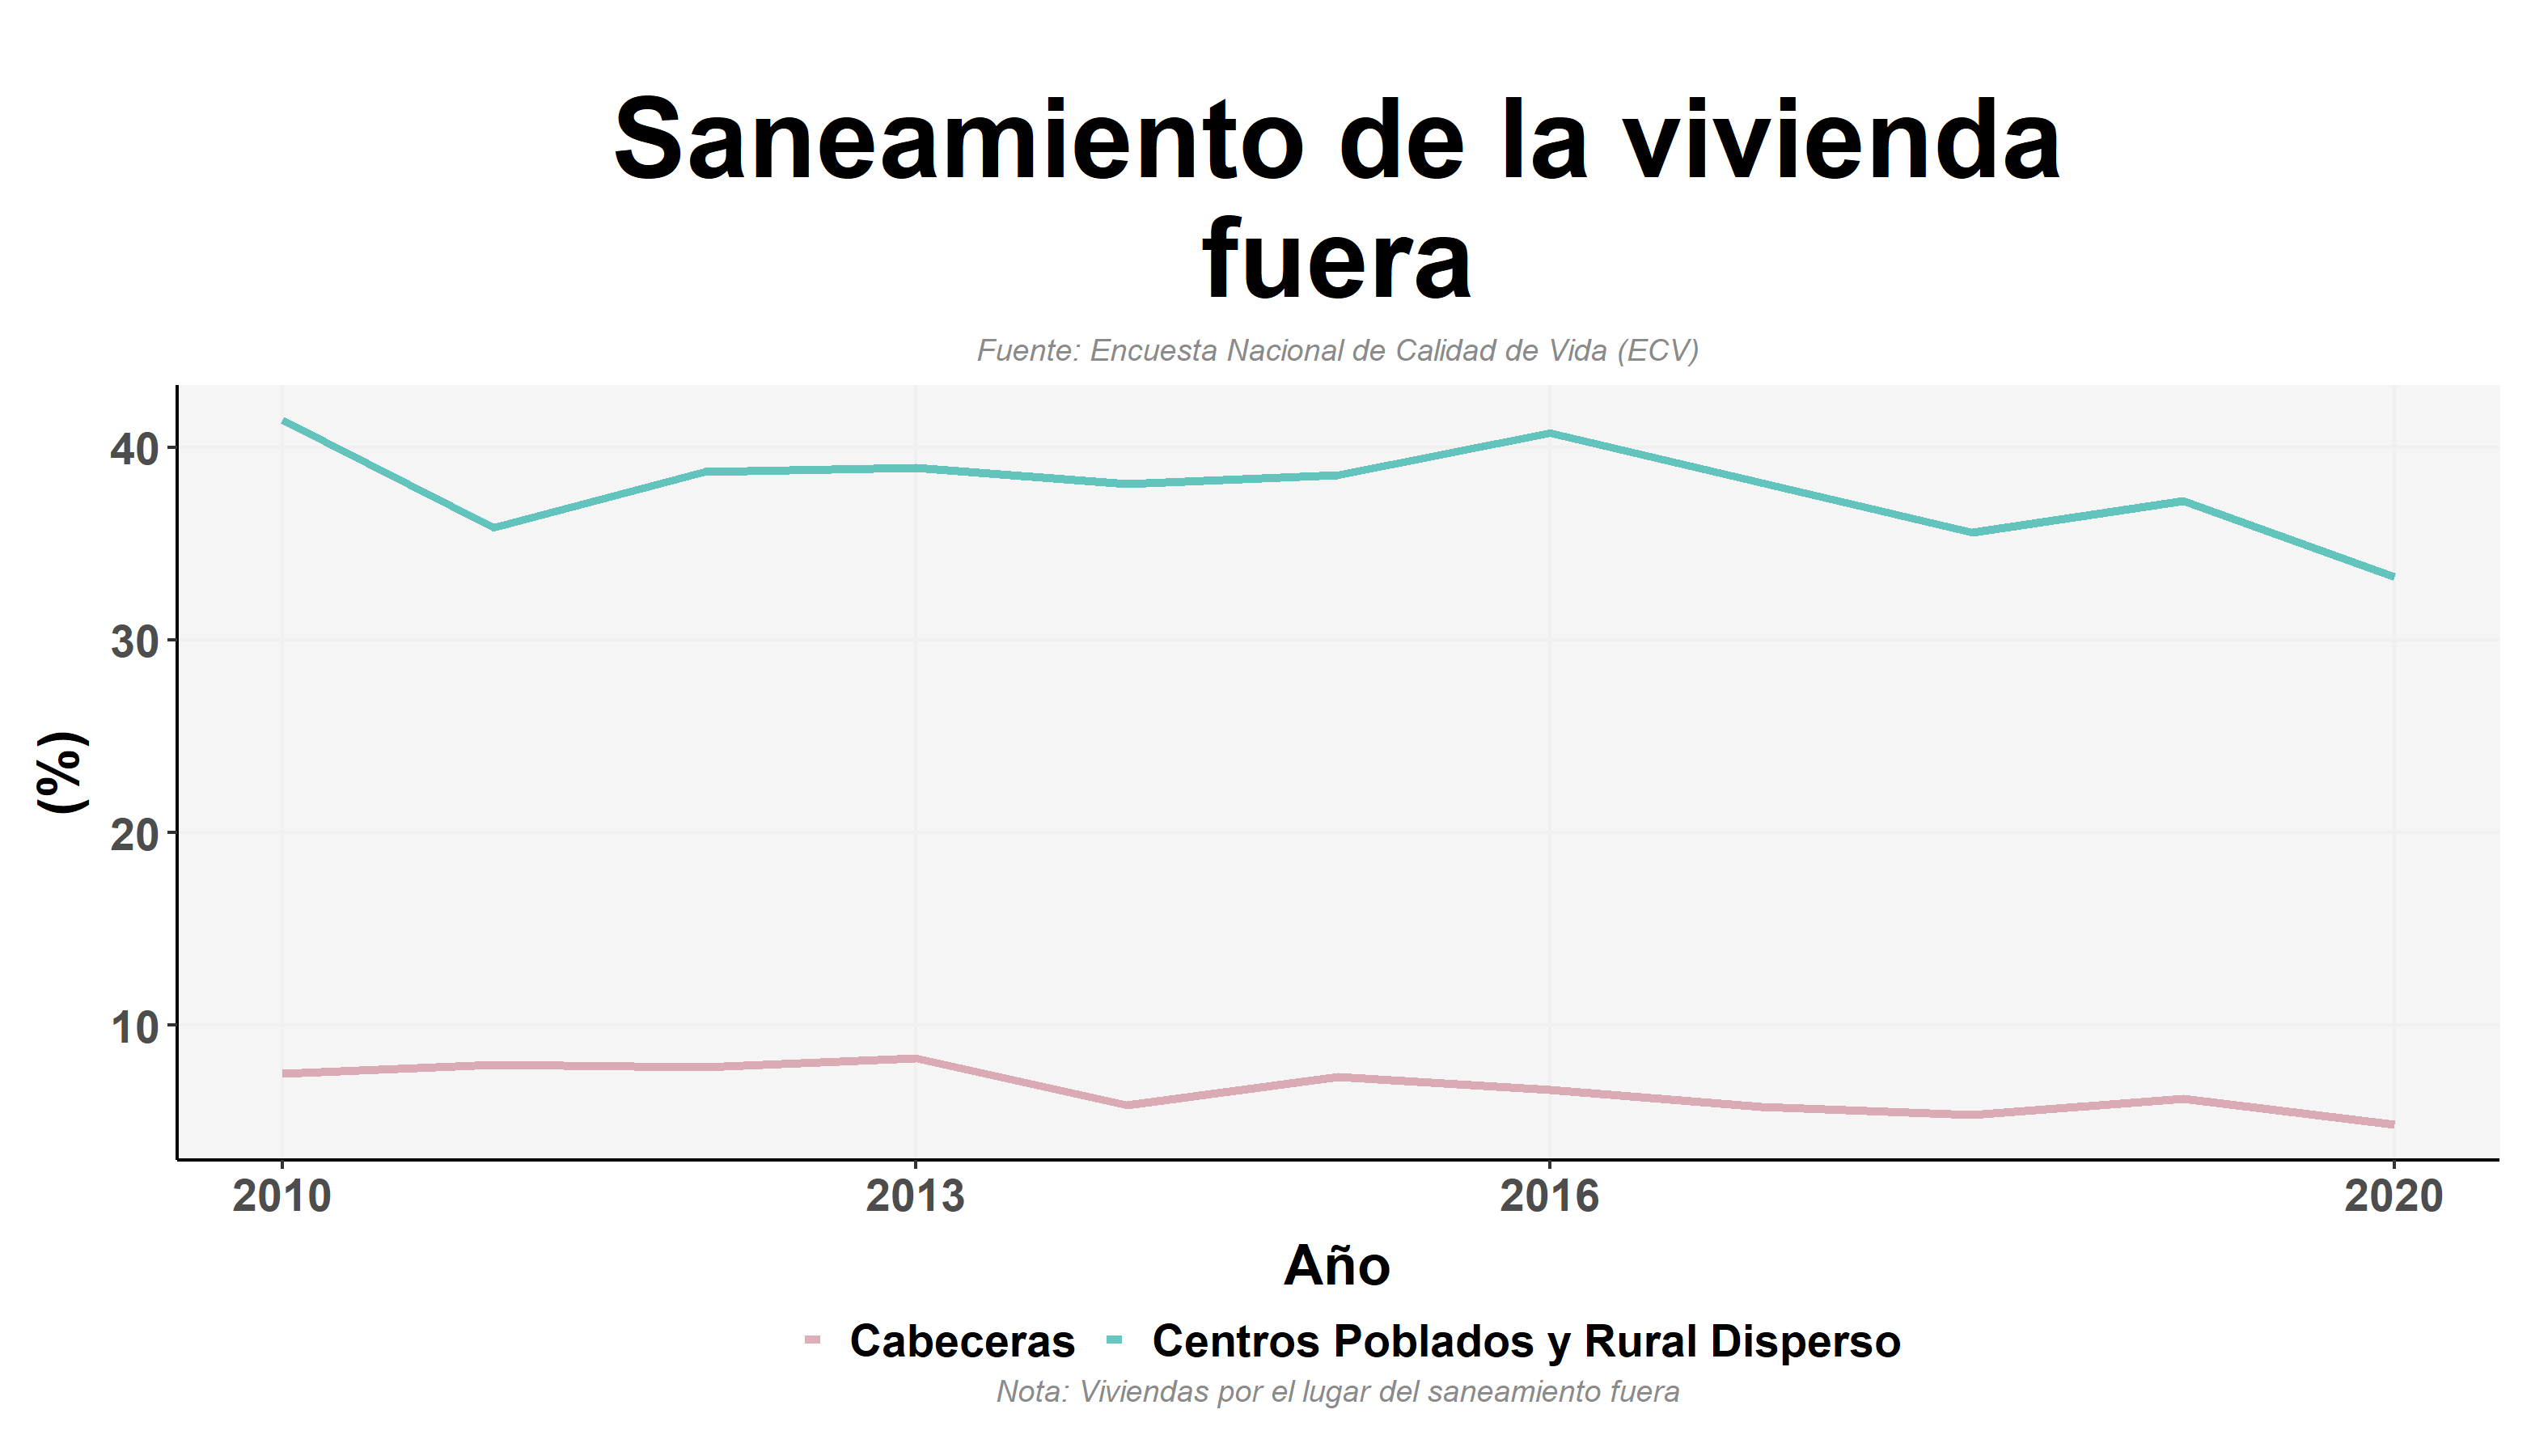 Saneamiento de la vivienda
fuera
Fuente: Encuesta Nacional de Calidad de Vida (ECV)
40
30
20
10
(%)
2010 2013 2016 2020
Año
Cabeceras Centros Poblados y Rural Disperso
Nota: Viviendas por el lugar del saneamiento fuera